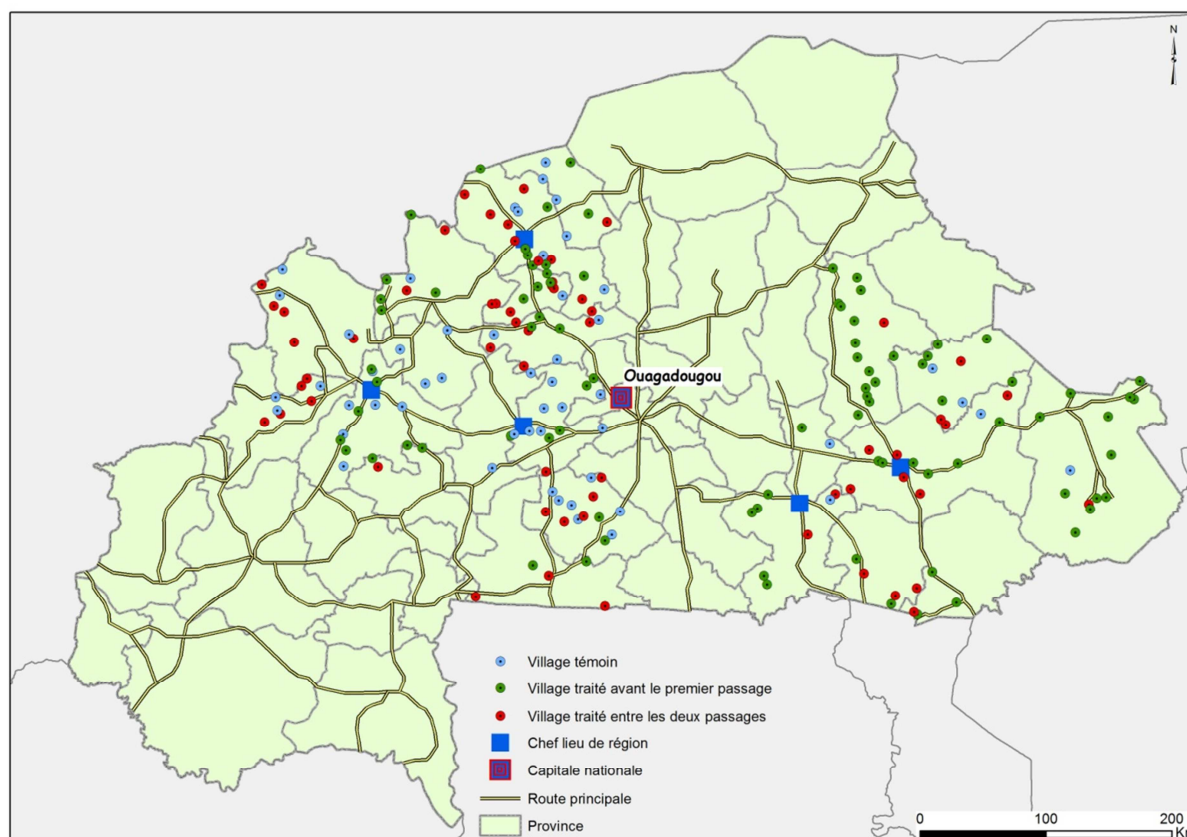 N
Ouagadougou
Village témoin
Village traité avant le premier passage
Village traité entre les deux passages
Chef lieu de région
Capitale nationale
Route principale
Province
0 100 200